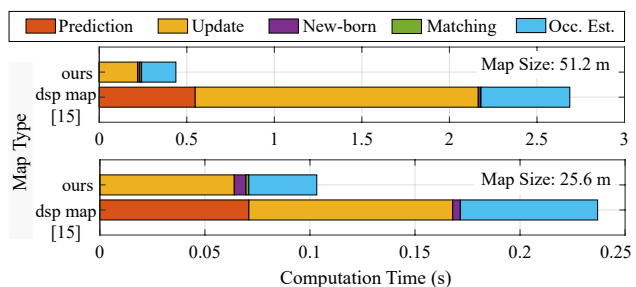 Prediction Update New-born Matching Occ. Est.
Map Type
ours
dsp map
[15]
Map Size: 51.2 m
0 0.5 1 1.5 2 2.5 3
ours
dsp map
[15]
Map Size: 25.6 m
0 0.05 0.1 0.15 0.2 0.25
Computation Time (s)